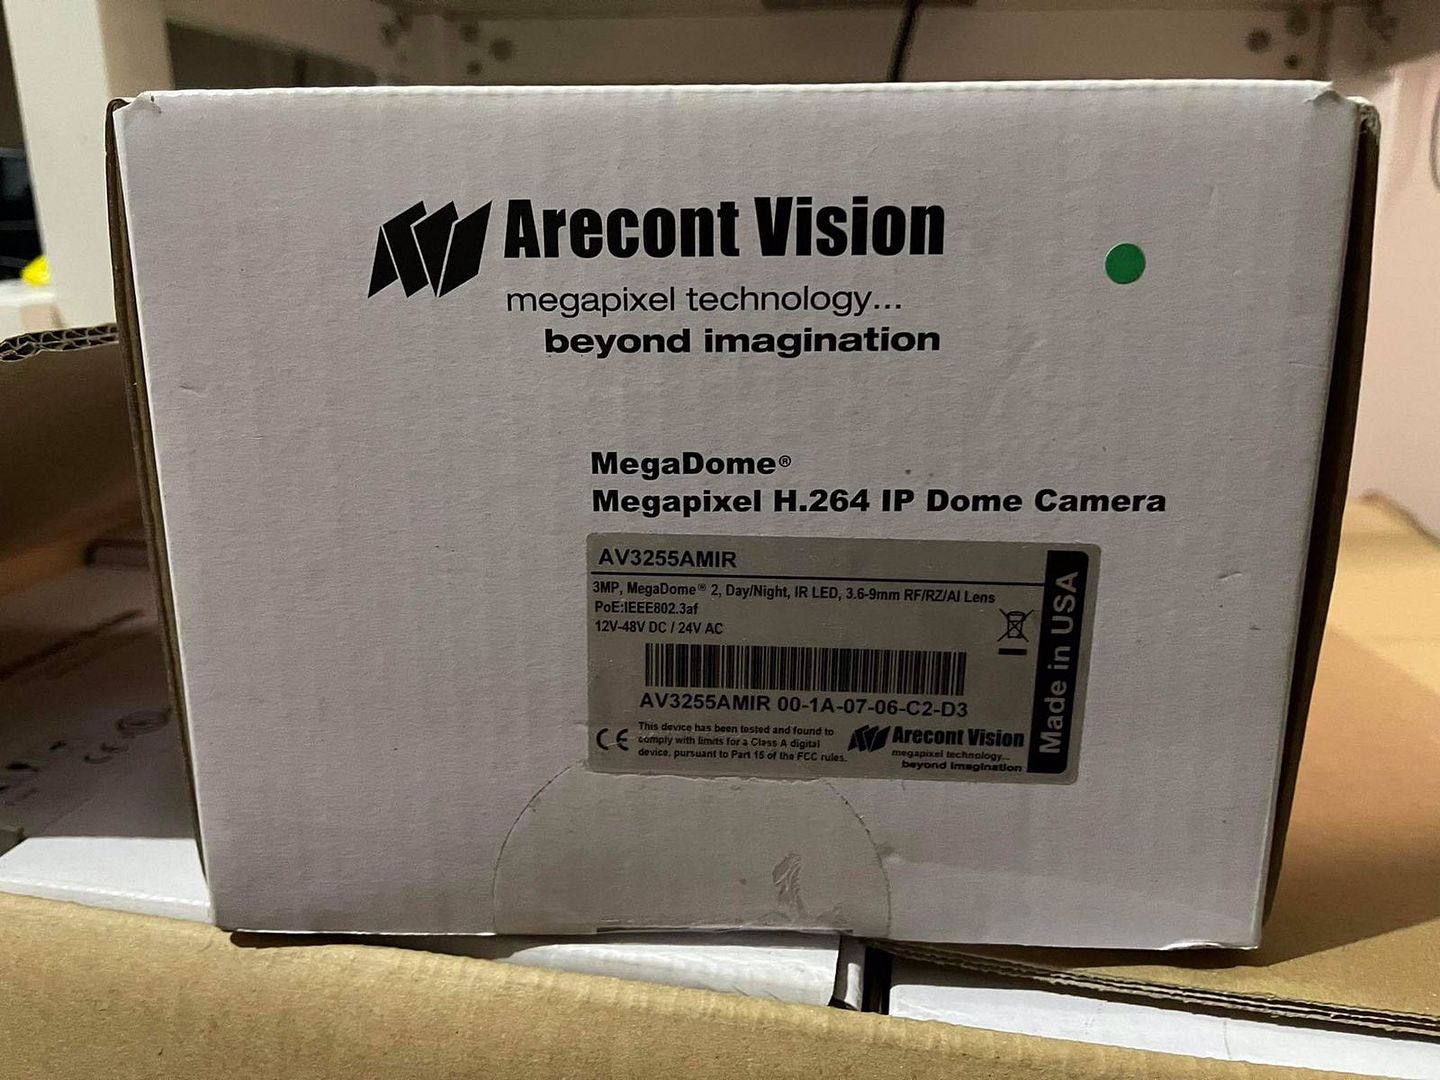 Arecont Vision
megapixel technology...
beyond imagination
MegaDome®
Megapixel H.264 IP Dome Camera
AV3255AMIR
3MP, MegaDome® 2, Day/Night, IR LED, 3.6-9mm RF/RZ/AI Lens
PoE:IEEE802.3af
12V-48V DC / 24V AC
Made in USA
AV3255AMIR 00-1A-07-06-C2-D3
CE
This device has been tested and found to
comply with limits for a Class A digital
device, pursuant to Part 15 of the FCC rules.
Arecont Vision
megapixel technology...
beyond imagination